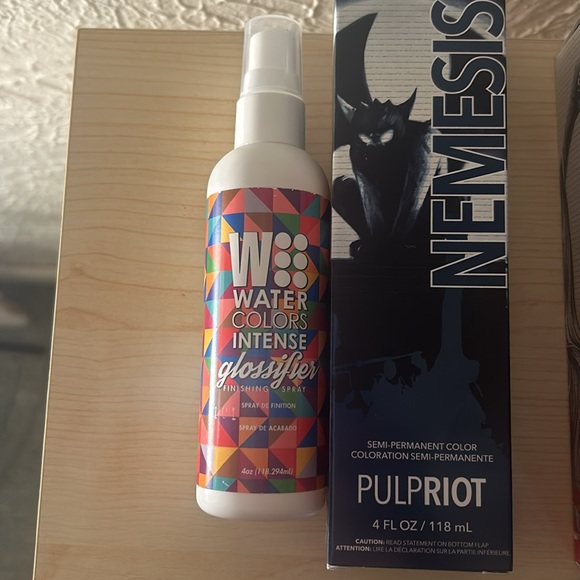 W
WATER
COLORS
INTENSE
glossifier
FINISHING SPRAY
SPRAY DE FINITION
SPRAY DE ACABADO
4oz (118.294ml)
NEMESIS
SEMI-PERMANENT COLOR
COLORATION SEMI-PERMANENTE
PULPRIOT
4 FL OZ / 118 mL
CAUTION: READ STATEMENT ON BOTTOM FLAP
ATTENTION: LIRE LA DECLARATION SUR LA PARTIE INFÉRIEURE